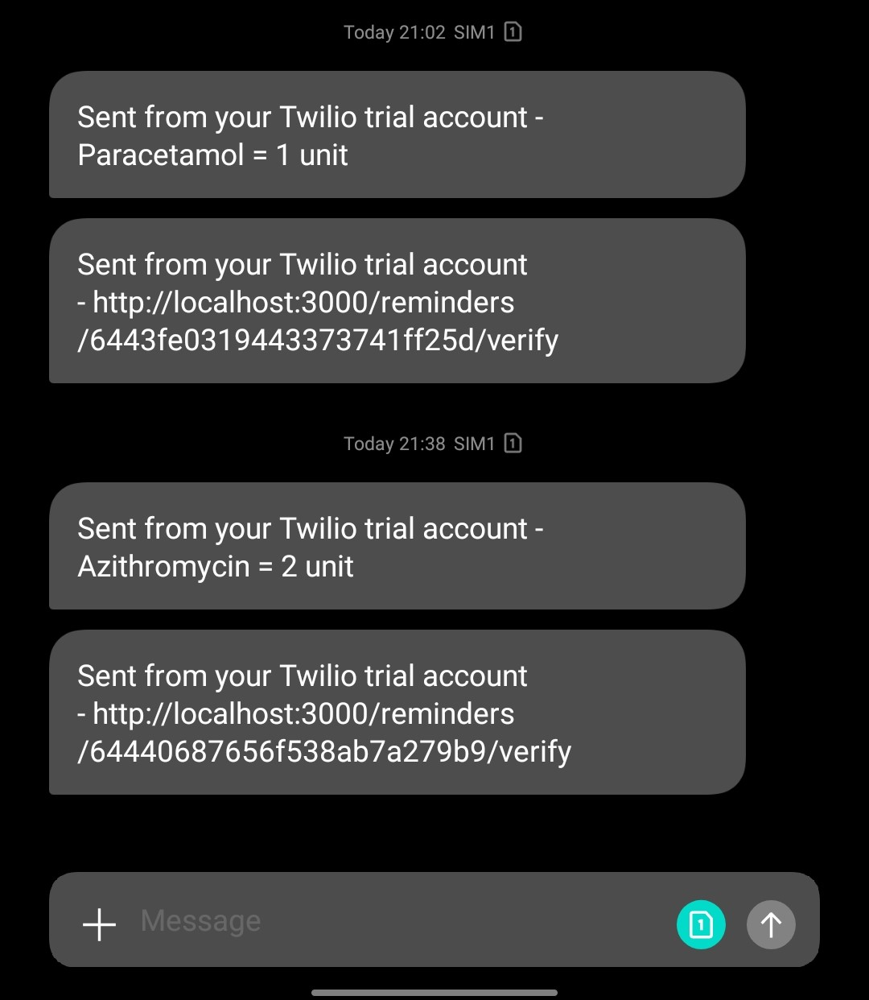 Today 21:02 SIM1 1
Sent from your Twilio trial account -
Paracetamol = 1 unit
Sent from your Twilio trial account
- http://localhost:3000/reminders
/6443fe0319443373741ff25d/verify
Today 21:38 SIM1 1
Sent from your Twilio trial account -
Azithromycin = 2 unit
Sent from your Twilio trial account
- http://localhost:3000/reminders
/64440687656f538ab7a279b9/verify
Message 1